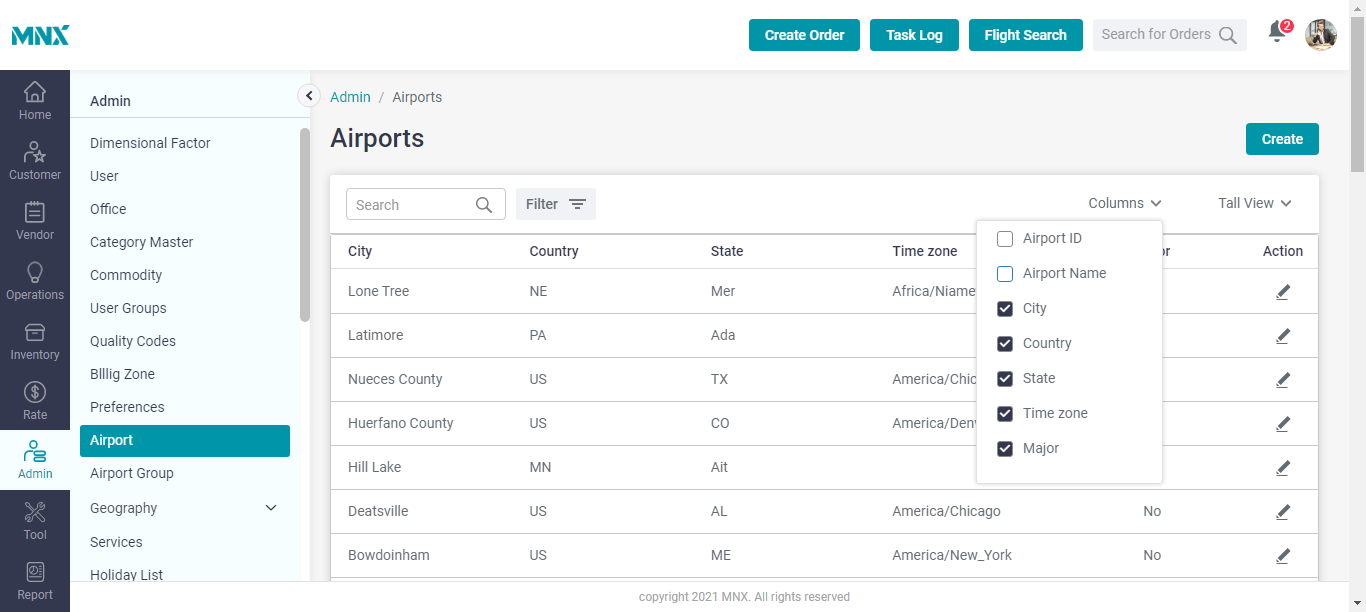 MNX
Create Order
Task Log
Flight Search
Search for Orders
2
Home
Customer
Vendor
Operations
Inventory
$
Rate
Admin
Tool
Report
Admin
Dimensional Factor
User
Office
Category Master
Commodity
User Groups
Quality Codes
Blllig Zone
Preferences
Airport
Airport Group
Geography
Services
Holiday List
Admin / Airports
Airports
Create
Search
Filter
Columns
Tall View
Airport ID
Airport Name
City
Country
State
Time zone
Major
City Country State Time zone or Action
Lone Tree NE Mer Africa/Niame
Latimore PA Ada
Nueces County US TX America/Chic
Huerfano County US CO America/Den
Hill Lake MN Ait
Deatsville US AL America/Chicago No
Bowdoinham US ME America/New_York No
copyright 2021 MNX. All rights reserved